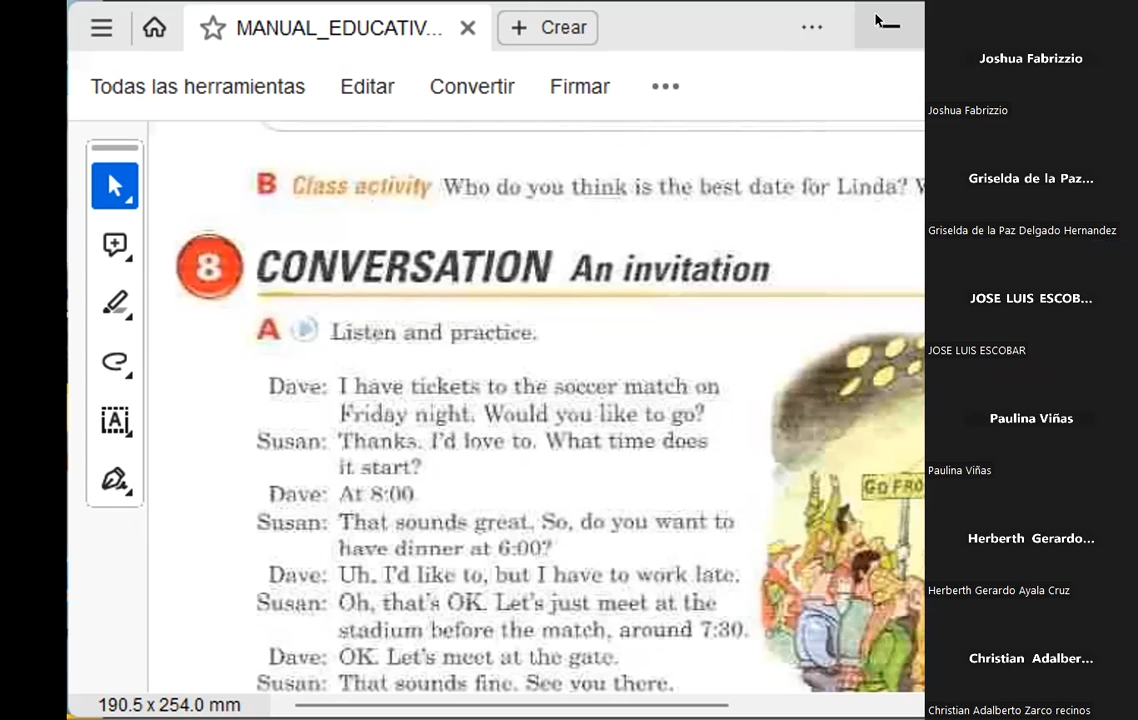 MANUAL_EDUCATIV...
Crear
Todas las herramientas
Editar
Convertir
Firmar
B Class activity Who do you think is the best date for Linda?
8 CONVERSATION An invitation
A Listen and practice.
Dave: I have tickets to the soccer match on
Friday night. Would you like to go?
Susan: Thanks. I'd love to. What time does
it start?
Dave: At 8:00.
Susan: That sounds great. So, do you want to
have dinner at 6:00?
Dave: Uh, I'd like to, but I have to work late.
Susan: Oh, that's OK. Let's just meet at the
stadium before the match, around 7:30.
Dave: OK. Let's meet at the gate.
Susan: That sounds fine. See you there.
GO FRO
190.5 x 254.0 mm
Joshua Fabrizzio
Joshua Fabrizzio
Griselda de la Paz...
Griselda de la Paz Delgado Hernandez
JOSE LUIS ESCOB...
JOSE LUIS ESCOBAR
Paulina Viñas
Paulina Viñas
Herberth Gerardo...
Herberth Gerardo Ayala Cruz
Christian Adalber...
Christian Adalberto Zarco recinos